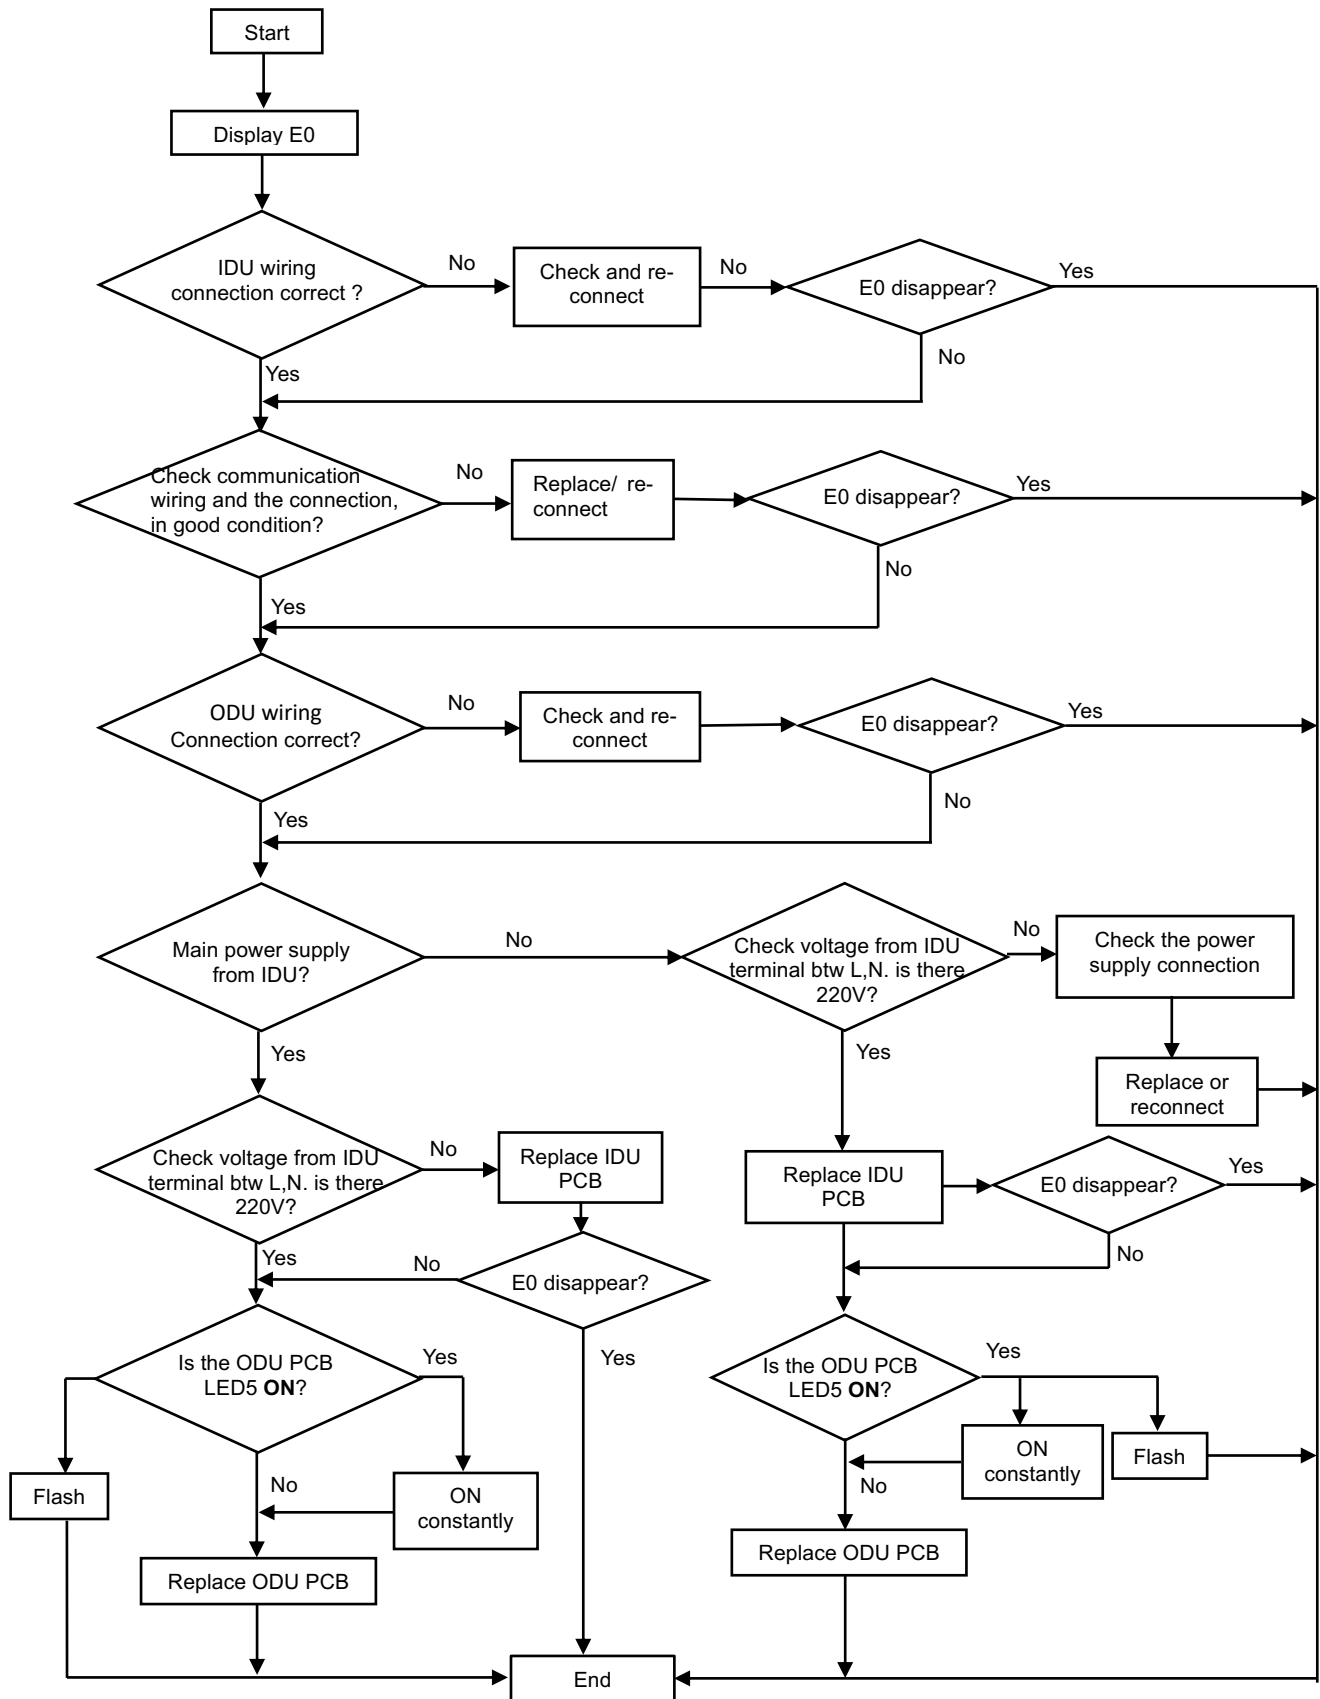 Start
Display E0
IDU wiring
connection correct ?
No
Check and re-
connect
No
E0 disappear?
Yes
No
Yes
Check communication
wiring and the connection,
in good condition?
No
Replace/ re-
connect
E0 disappear?
Yes
No
Yes
ODU wiring
Connection correct?
No
Check and re-
connect
E0 disappear?
Yes
No
Yes
Main power supply
from IDU?
No
Check voltage from IDU
terminal btw L,N. is there
220V?
No
Check the power
supply connection
Yes
Yes
Replace or
reconnect
Check voltage from IDU
terminal btw L,N. is there
220V?
No
Replace IDU
PCB
Replace IDU
PCB
E0 disappear?
Yes
No
Yes
No
E0 disappear?
Yes
Is the ODU PCB
LED5 ON?
Yes
Is the ODU PCB
LED5 ON?
Yes
Flash
No
ON
constantly
ON
constantly
Flash
No
Replace ODU PCB
Replace ODU PCB
End